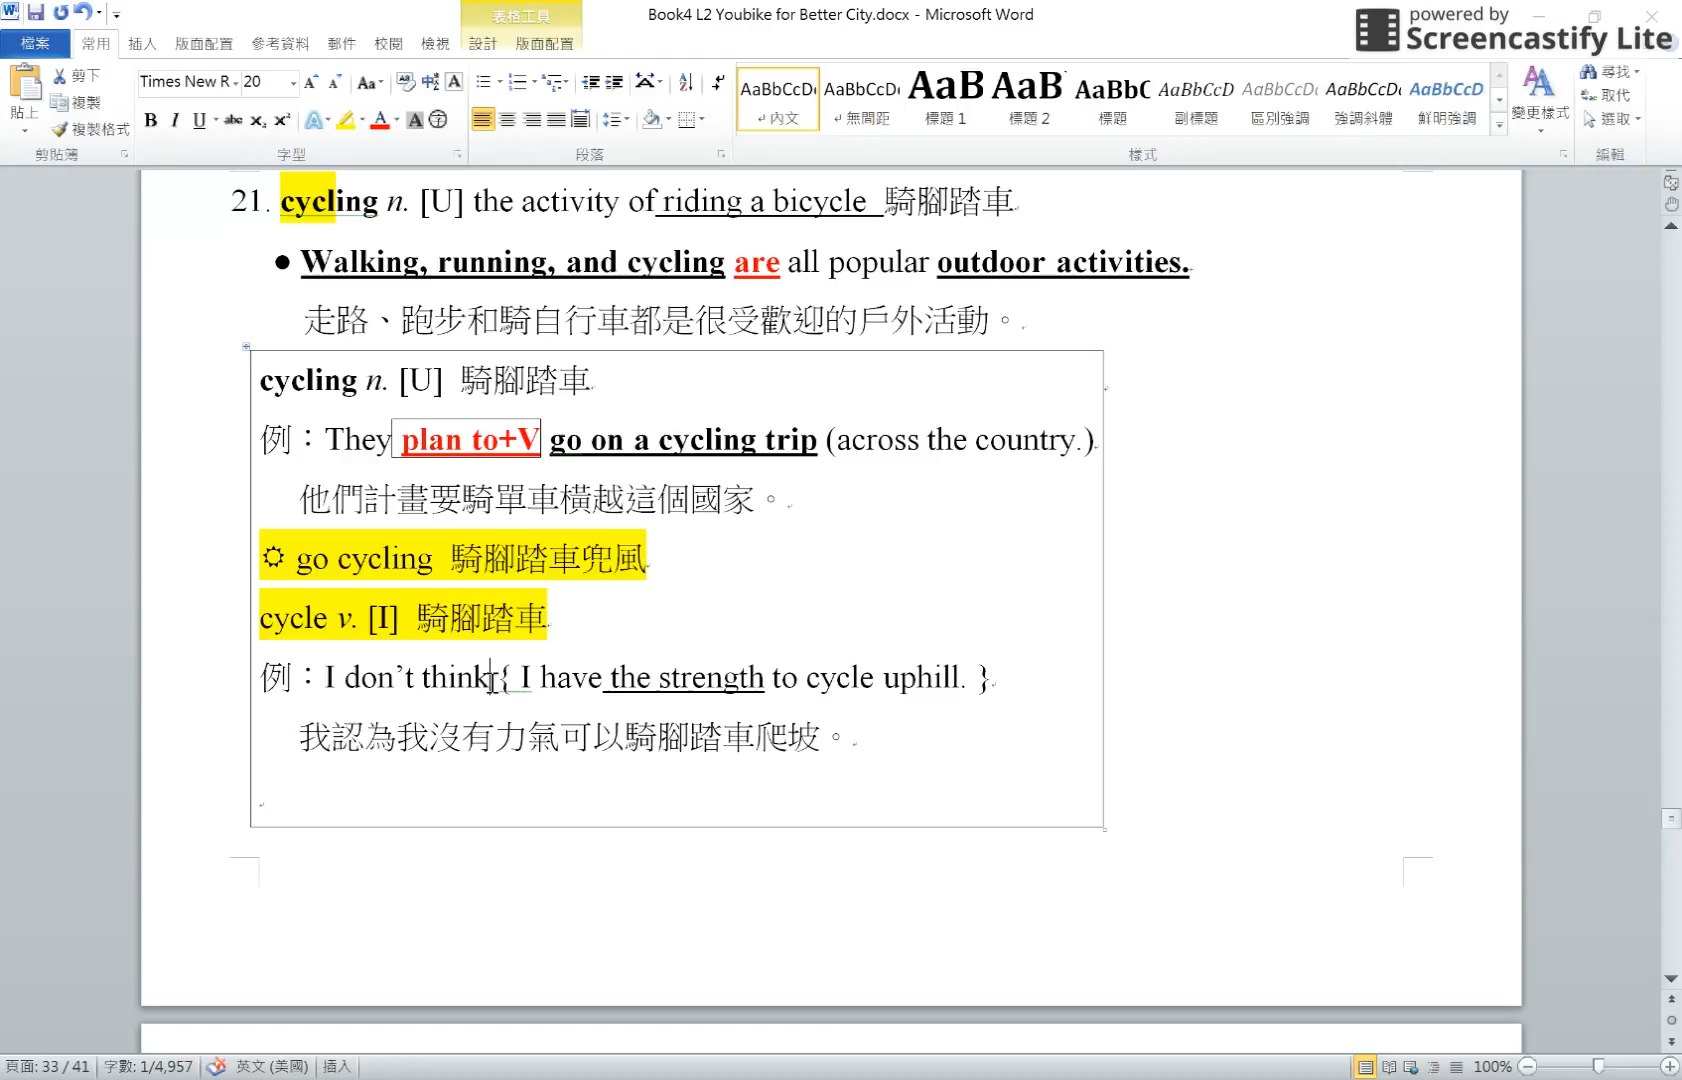 Book4 L2 Youbike for Better City.docx - Microsoft Word
表格工具
powered by
Screencastify Lite
檔案 常用 插入 版面配置 參考資料 郵件 校閱 檢視 設計 版面配置
貼上 剪下 複製 複製格式
Times New R 20
AaBbCcD 內文
AaBbCcDc 無間距
AaB 標題 1
AaB 標題 2
AaBbC 標題
AaBbCcD 副標題
AaBbCcDc 區別強調
AaBbCcDc 強調斜體
AaBbCcD 鮮明強調
變更樣式
尋找 取代 選取
剪貼簿 字型 段落 樣式 編輯
21. cycling n. [U] the activity of riding a bicycle 騎腳踏車
● Walking, running, and cycling are all popular outdoor activities.
走路、跑步和騎自行車都是很受歡迎的戶外活動。
cycling n. [U] 騎腳踏車
例：They plan to+V go on a cycling trip (across the country.)
他們計畫要騎單車橫越這個國家。
☼ go cycling 騎腳踏車兜風
cycle v. [I] 騎腳踏車
例：I don’t think { I have the strength to cycle uphill. }
我認為我沒有力氣可以騎腳踏車爬坡。
頁面: 33 / 41 字數: 1/4,957 英文 (美國) 插入 100%